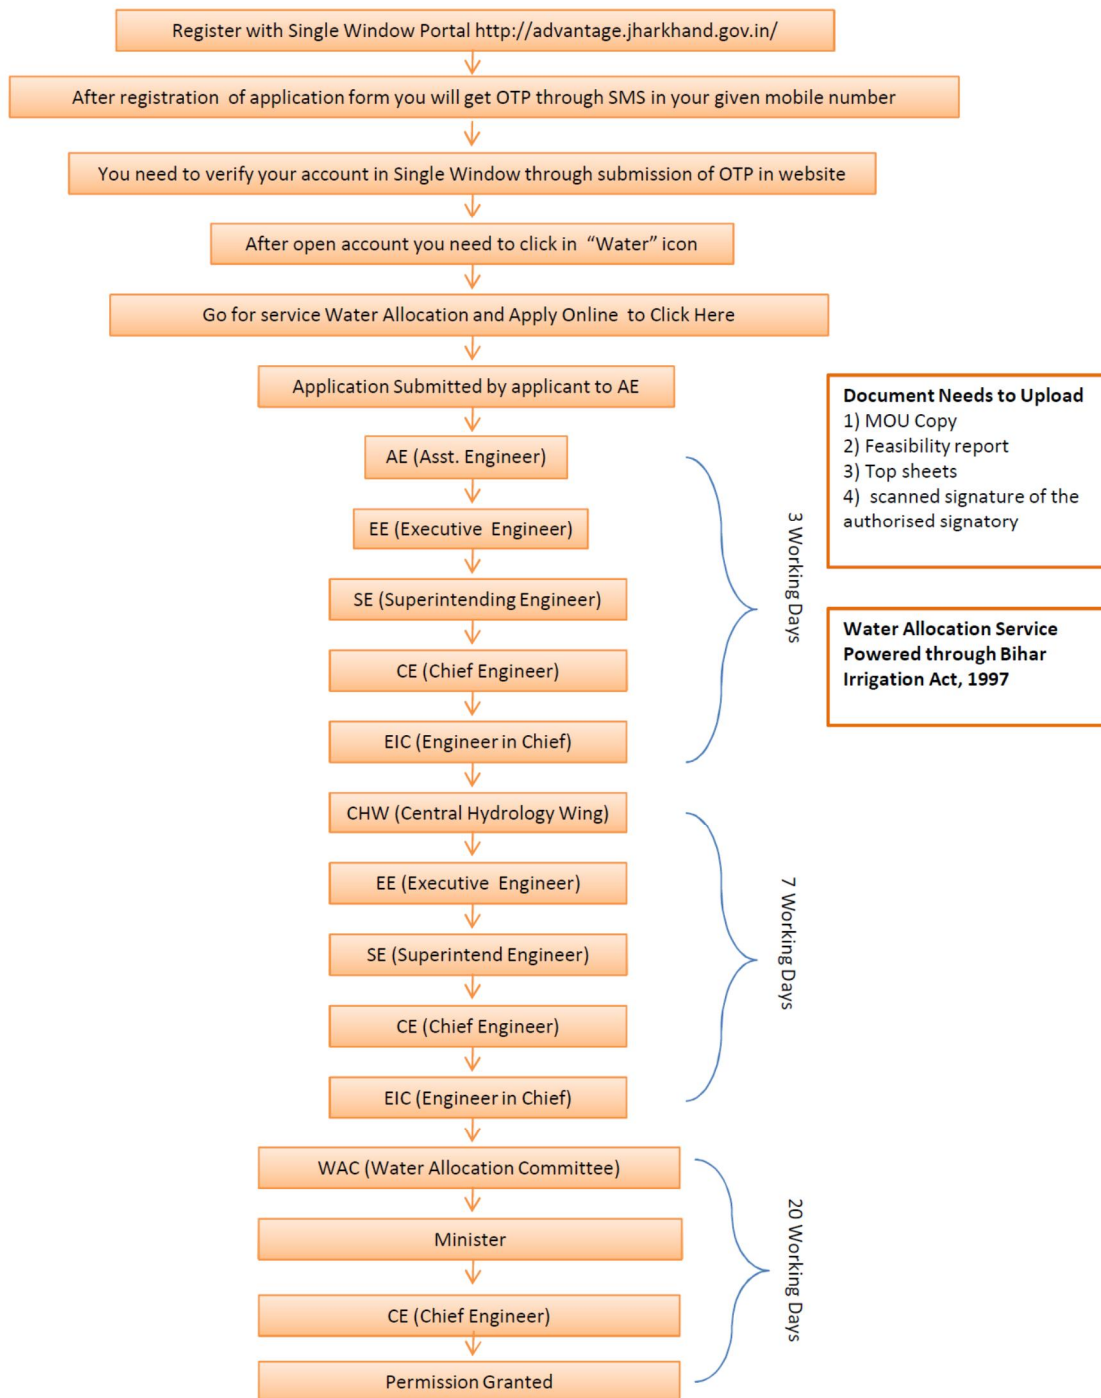 Register with Single Window Portal http://advantage.jharkhand.gov.in/
After registration of application form you will get OTP through SMS in your given mobile number
You need to verify your account in Single Window through submission of OTP in website
After open account you need to click in “Water” icon
Go for service Water Allocation and Apply Online to Click Here
Application Submitted by applicant to AE
AE (Asst. Engineer)
EE (Executive Engineer)
SE (Superintending Engineer)
CE (Chief Engineer)
EIC (Engineer in Chief)
3 Working Days
Document Needs to Upload
1) MOU Copy
2) Feasibility report
3) Top sheets
4) scanned signature of the
authorised signatory
Water Allocation Service
Powered through Bihar
Irrigation Act, 1997
CHW (Central Hydrology Wing)
EE (Executive Engineer)
SE (Superintend Engineer)
CE (Chief Engineer)
EIC (Engineer in Chief)
7 Working Days
WAC (Water Allocation Committee)
Minister
CE (Chief Engineer)
Permission Granted
20 Working Days